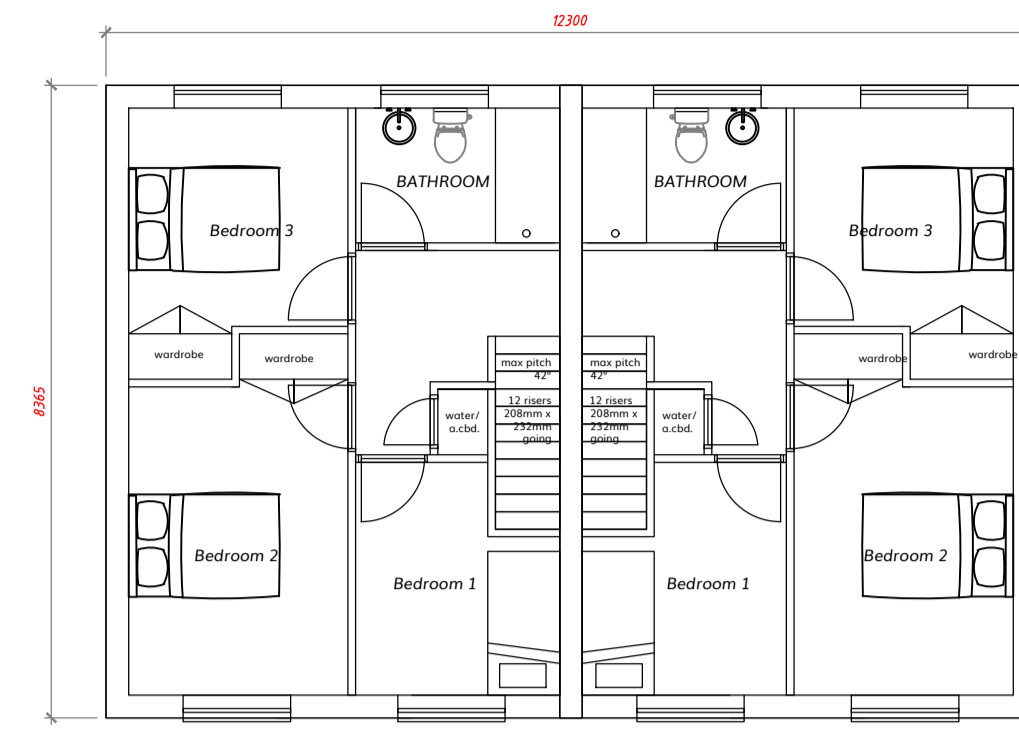 12300
8365
BATHROOM
BATHROOM
Bedroom 3
Bedroom 3
wardrobe
wardrobe
max pitch
42°
12 risers
208mm x
232mm
going
max pitch
42°
12 risers
208mm x
232mm
going
wardrobe
wardrobe
water/
a.cbd.
water/
a.cbd.
Bedroom 2
Bedroom 1
Bedroom 1
Bedroom 2